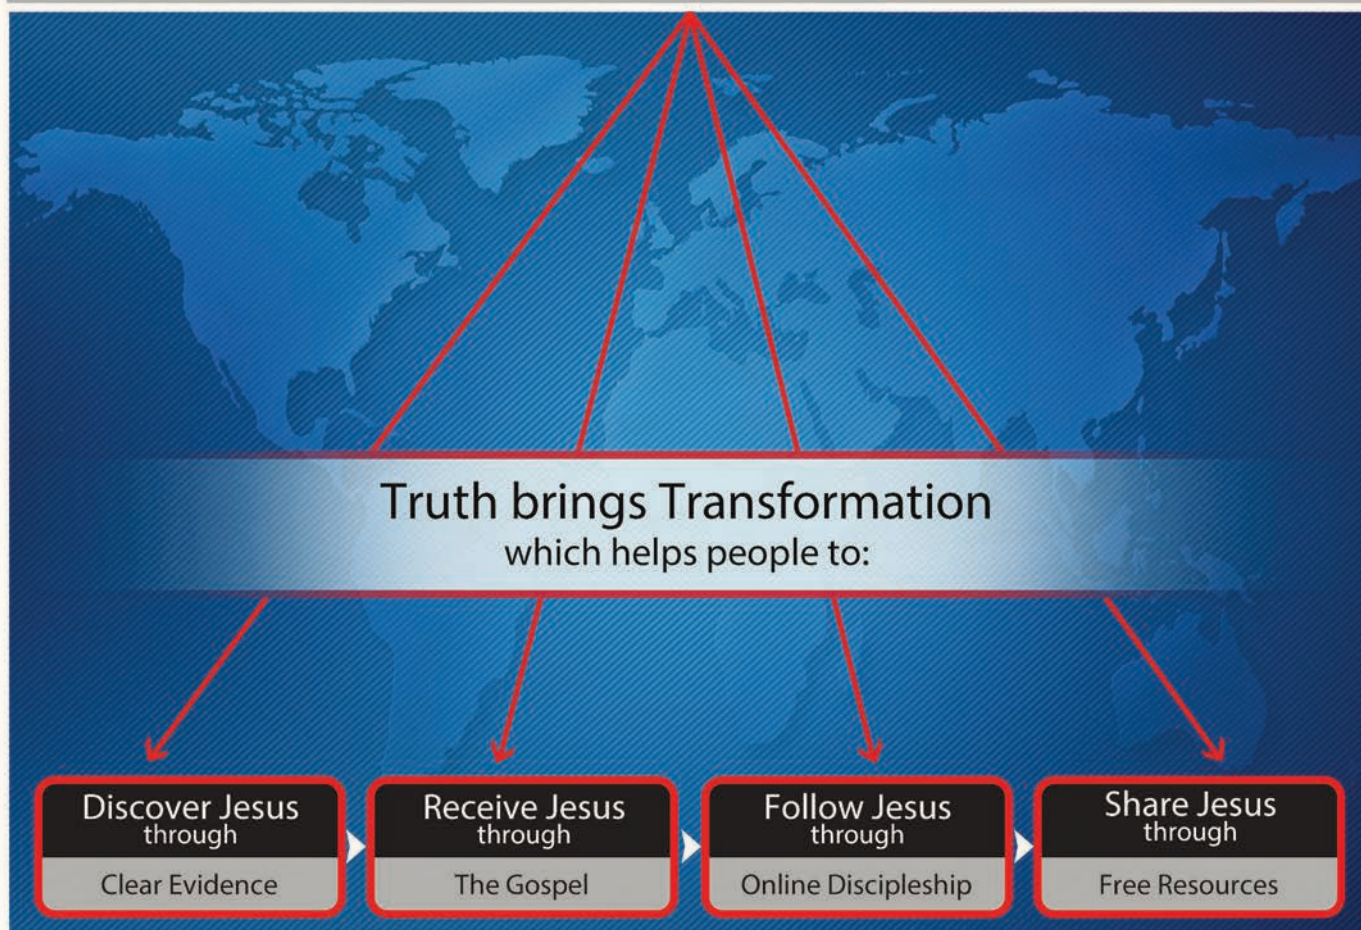 Truth brings Transformation
which helps people to:
Discover Jesus
through
Clear Evidence
Receive Jesus
through
The Gospel
Follow Jesus
through
Online Discipleship
Share Jesus
through
Free Resources